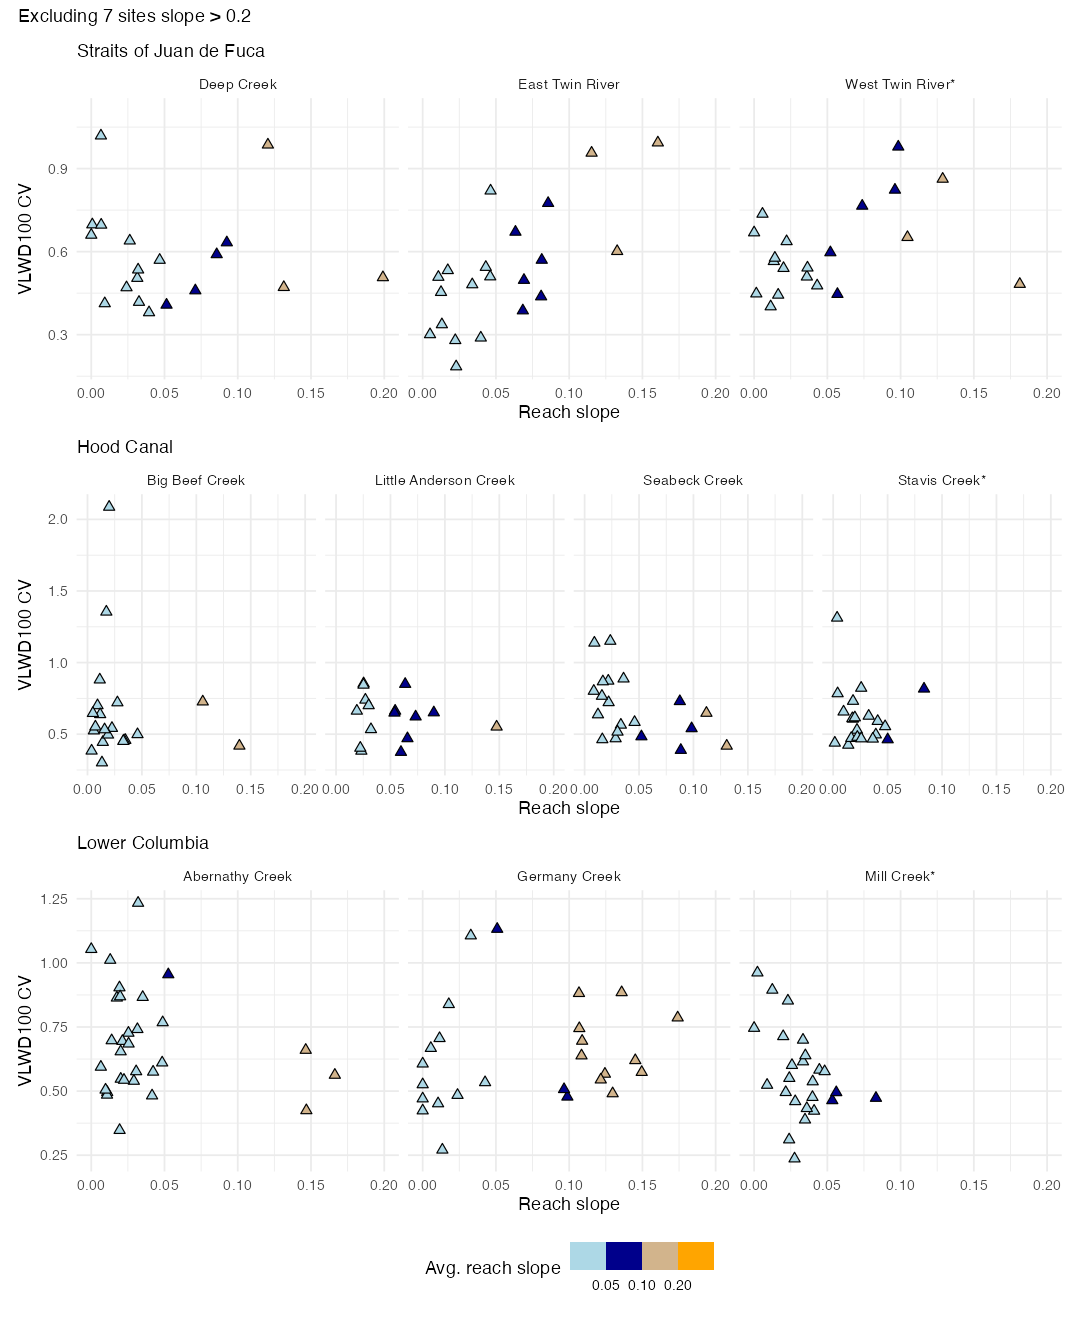 Excluding 7 sites slope > 0.2
Straits of Juan de Fuca
Deep Creek East Twin River West Twin River*
VLWD100 CV
0.9
0.6
0.3
0.00 0.05 0.10 0.15 0.20 0.00 0.05 0.10 0.15 0.20 0.00 0.05 0.10 0.15 0.20
Reach slope
Hood Canal
Big Beef Creek Little Anderson Creek Seabeck Creek Stavis Creek*
VLWD100 CV
2.0
1.5
1.0
0.5
0.00 0.05 0.10 0.15 0.20 0.00 0.05 0.10 0.15 0.20 0.00 0.05 0.10 0.15 0.20 0.00 0.05 0.10 0.15 0.20
Reach slope
Lower Columbia
Abernathy Creek Germany Creek Mill Creek*
VLWD100 CV
1.25
1.00
0.75
0.50
0.25
0.00 0.05 0.10 0.15 0.20 0.00 0.05 0.10 0.15 0.20 0.00 0.05 0.10 0.15 0.20
Reach slope
Avg. reach slope
0.05 0.10 0.20